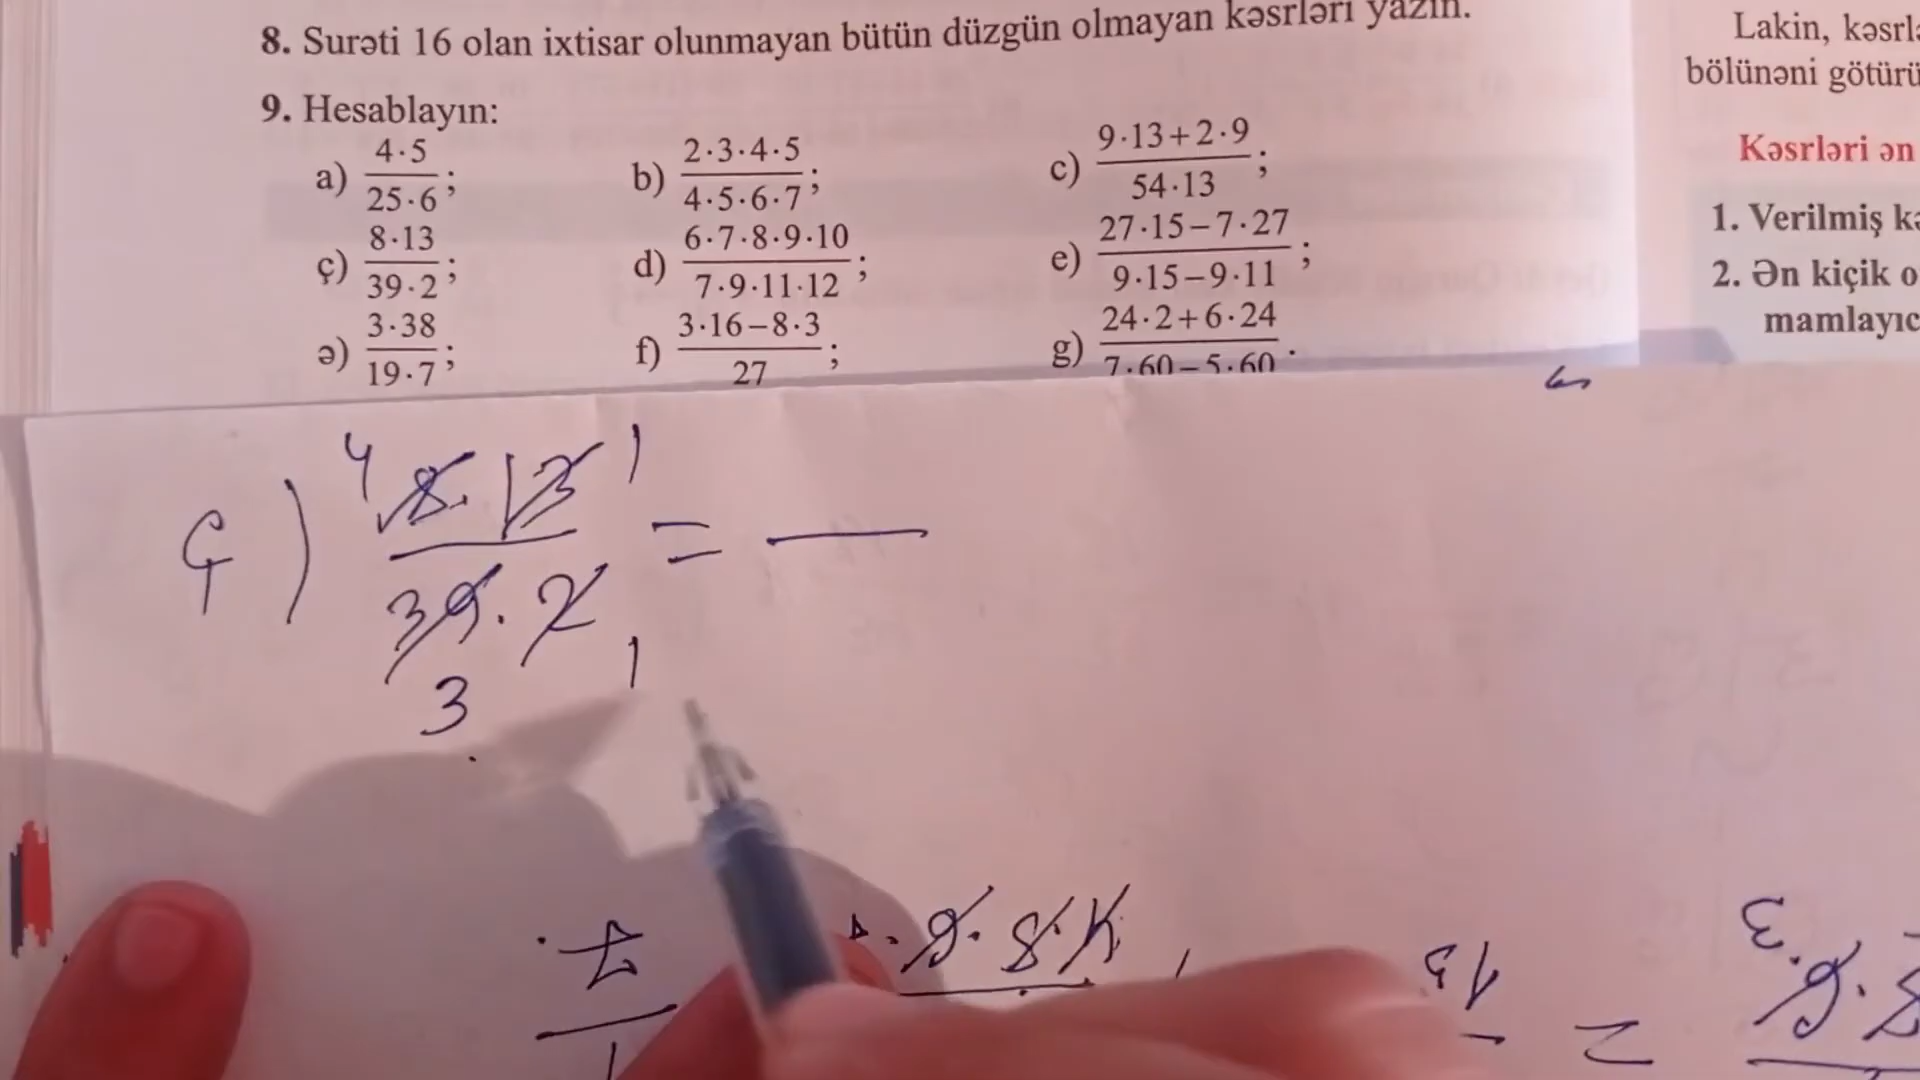 8. Surəti 16 olan ixtisar olunmayan bütün düzgün olmayan kəsrləri yazın.
9. Hesablayın:
a) 4·5/25·6; b) 2·3·4·5/4·5·6·7; c) 9·13+2·9/54·13;
ç) 8·13/39·2; d) 6·7·8·9·10/7·9·11·12; e) 27·15−7·27/9·15−9·11;
ə) 3·38/19·7; f) 3·16−8·3/27; g) 24·2+6·24/7·60−5·60.
Lakin,
bölünəni
Kəsrləri ən
1. Verilmiş
2. Ən kiçik
ç) 4 8·13 1 / 39·2 3 1 =